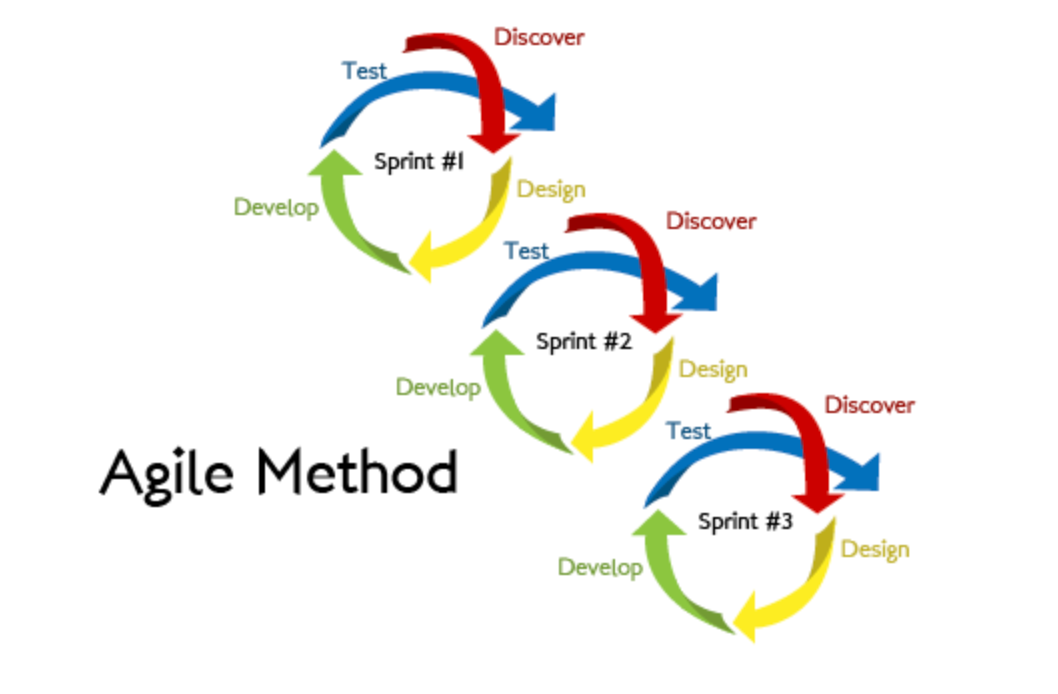 Discover
Test
Sprint #1
Design
Develop
Discover
Test
Sprint #2
Design
Develop
Discover
Test
Agile Method
Sprint #3
Design
Develop